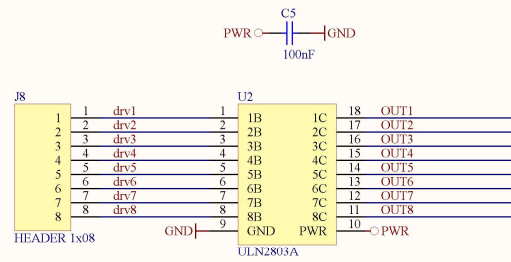 C5
PWR GND
100nF
J8 U2
1 1 drv1 1 1B 1C 18 OUT1
2 2 drv2 2 2B 2C 17 OUT2
3 3 drv3 3 3B 3C 16 OUT3
4 4 drv4 4 4B 4C 15 OUT4
5 5 drv5 5 5B 5C 14 OUT5
6 6 drv6 6 6B 6C 13 OUT6
7 7 drv7 7 7B 7C 12 OUT7
8 8 drv8 8 8B 8C 11 OUT8
GND 9 GND PWR 10 PWR
HEADER 1x08
ULN2803A